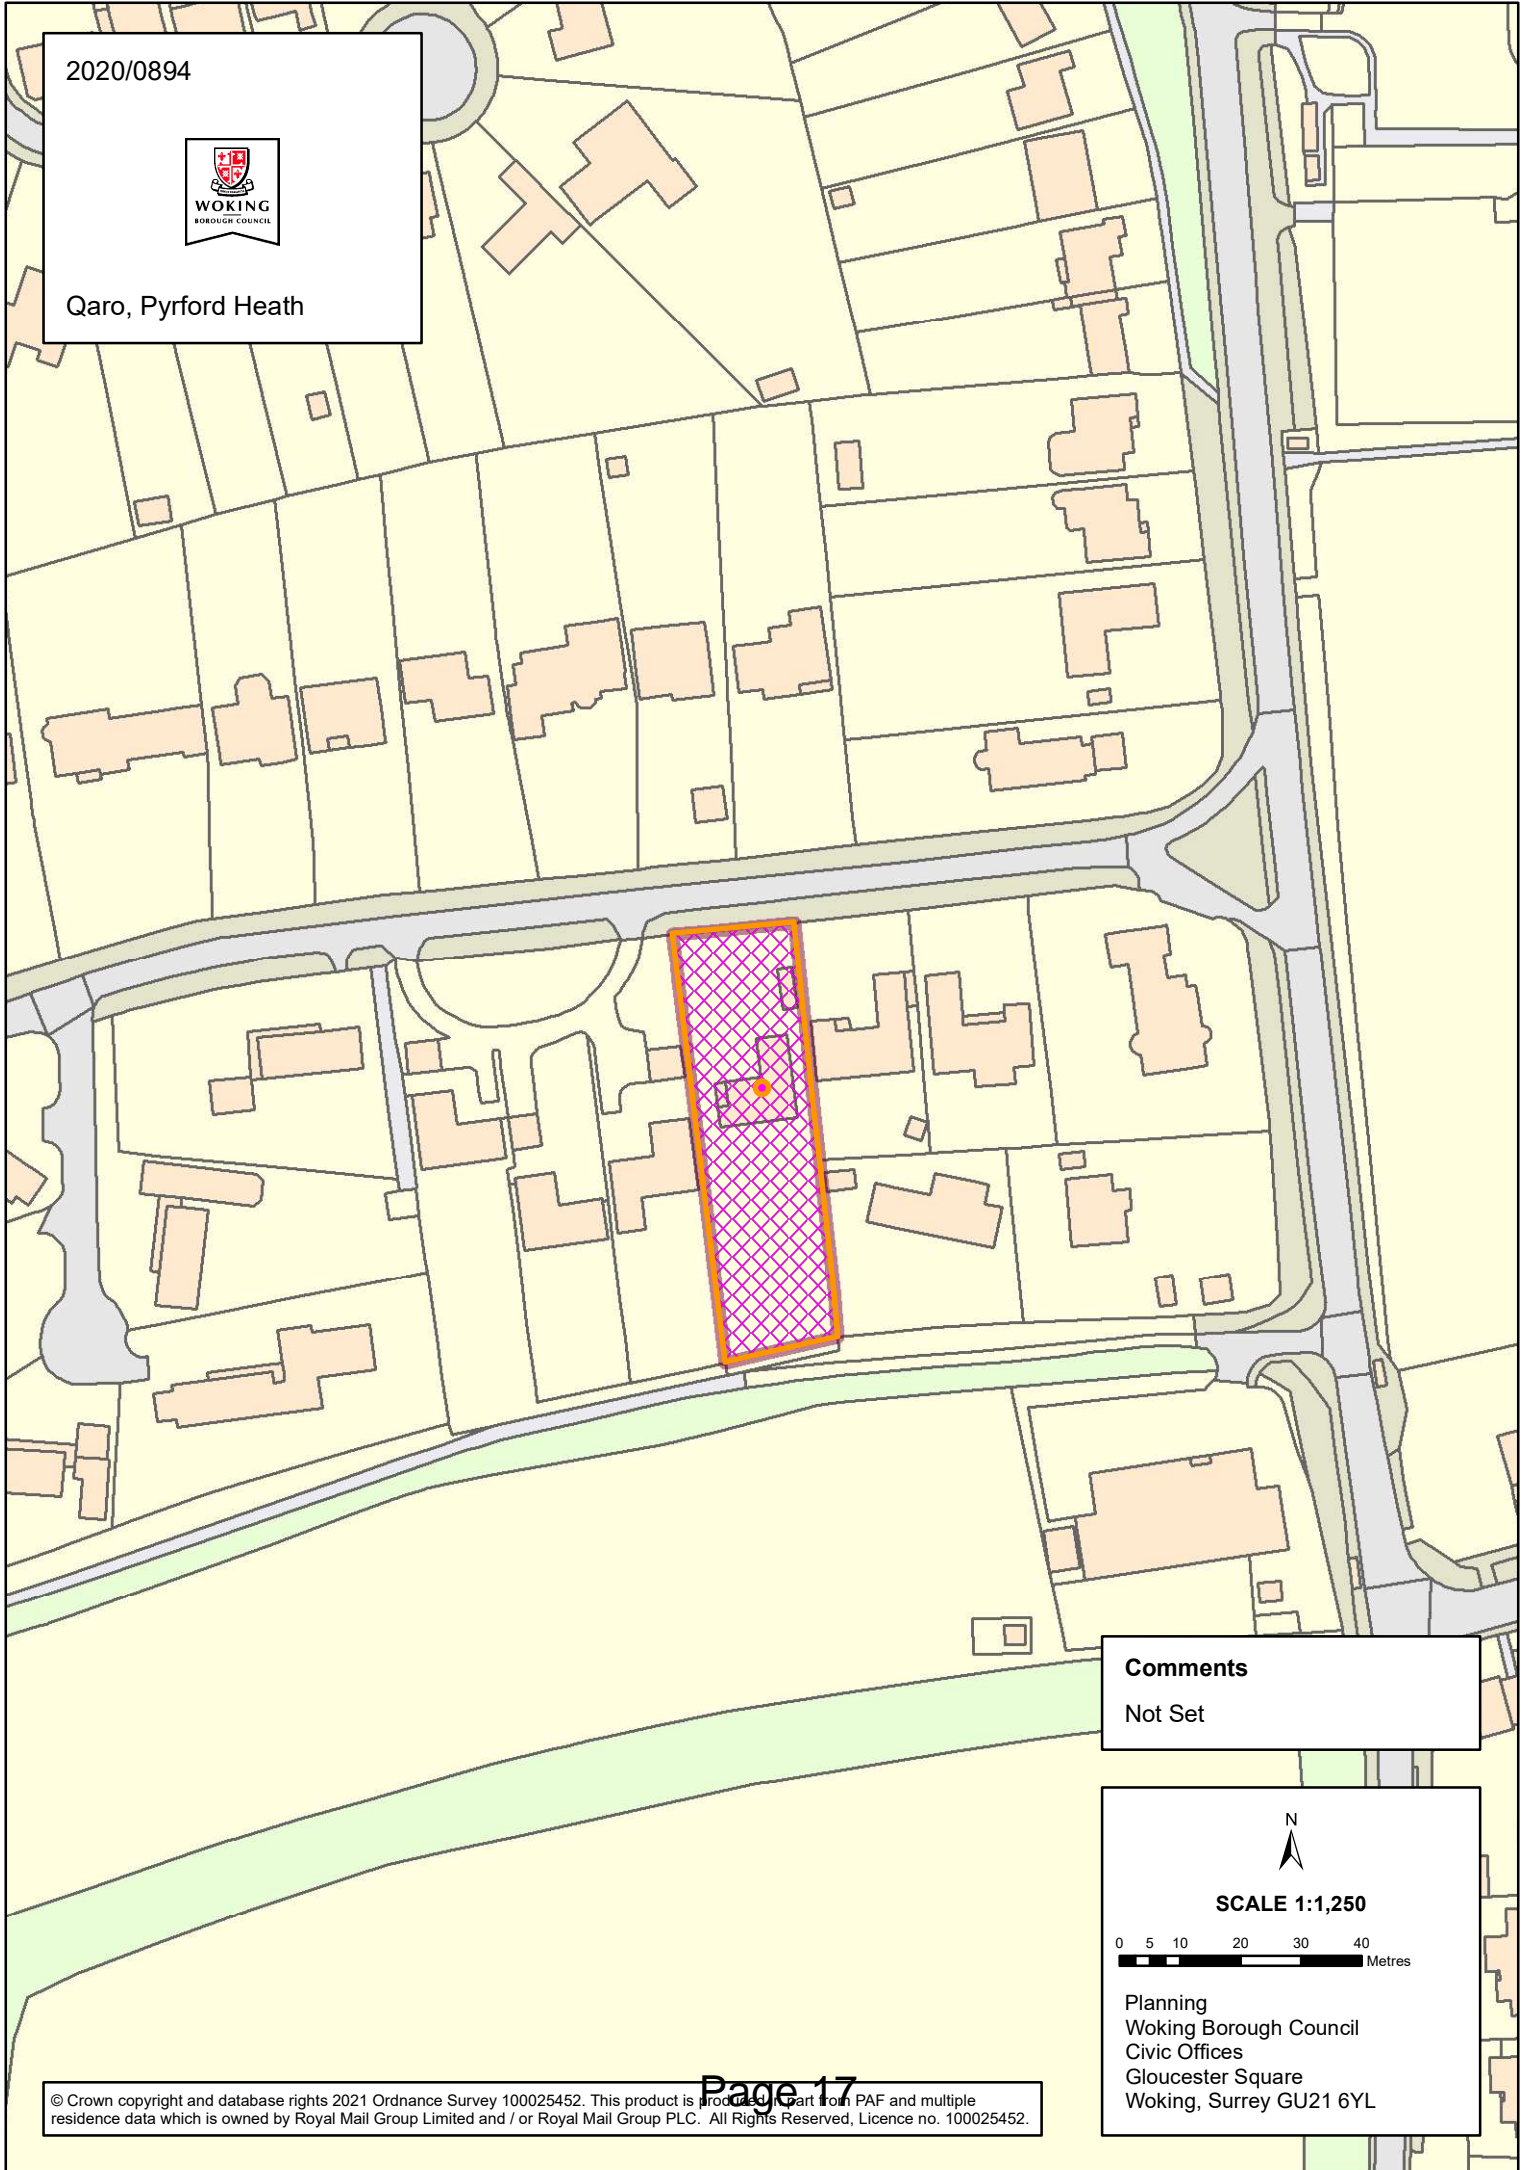 2020/0894
WOKING
BOROUGH COUNCIL
Qaro, Pyrford Heath
Comments
Not Set
N
SCALE 1:1,250
0 5 10 20 30 40
Metres
Planning
Woking Borough Council
Civic Offices
Gloucester Square
Woking, Surrey GU21 6YL
Page 17
© Crown copyright and database rights 2021 Ordnance Survey 100025452. This product is produced in part from PAF and multiple
residence data which is owned by Royal Mail Group Limited and / or Royal Mail Group PLC. All Rights Reserved, Licence no. 100025452.